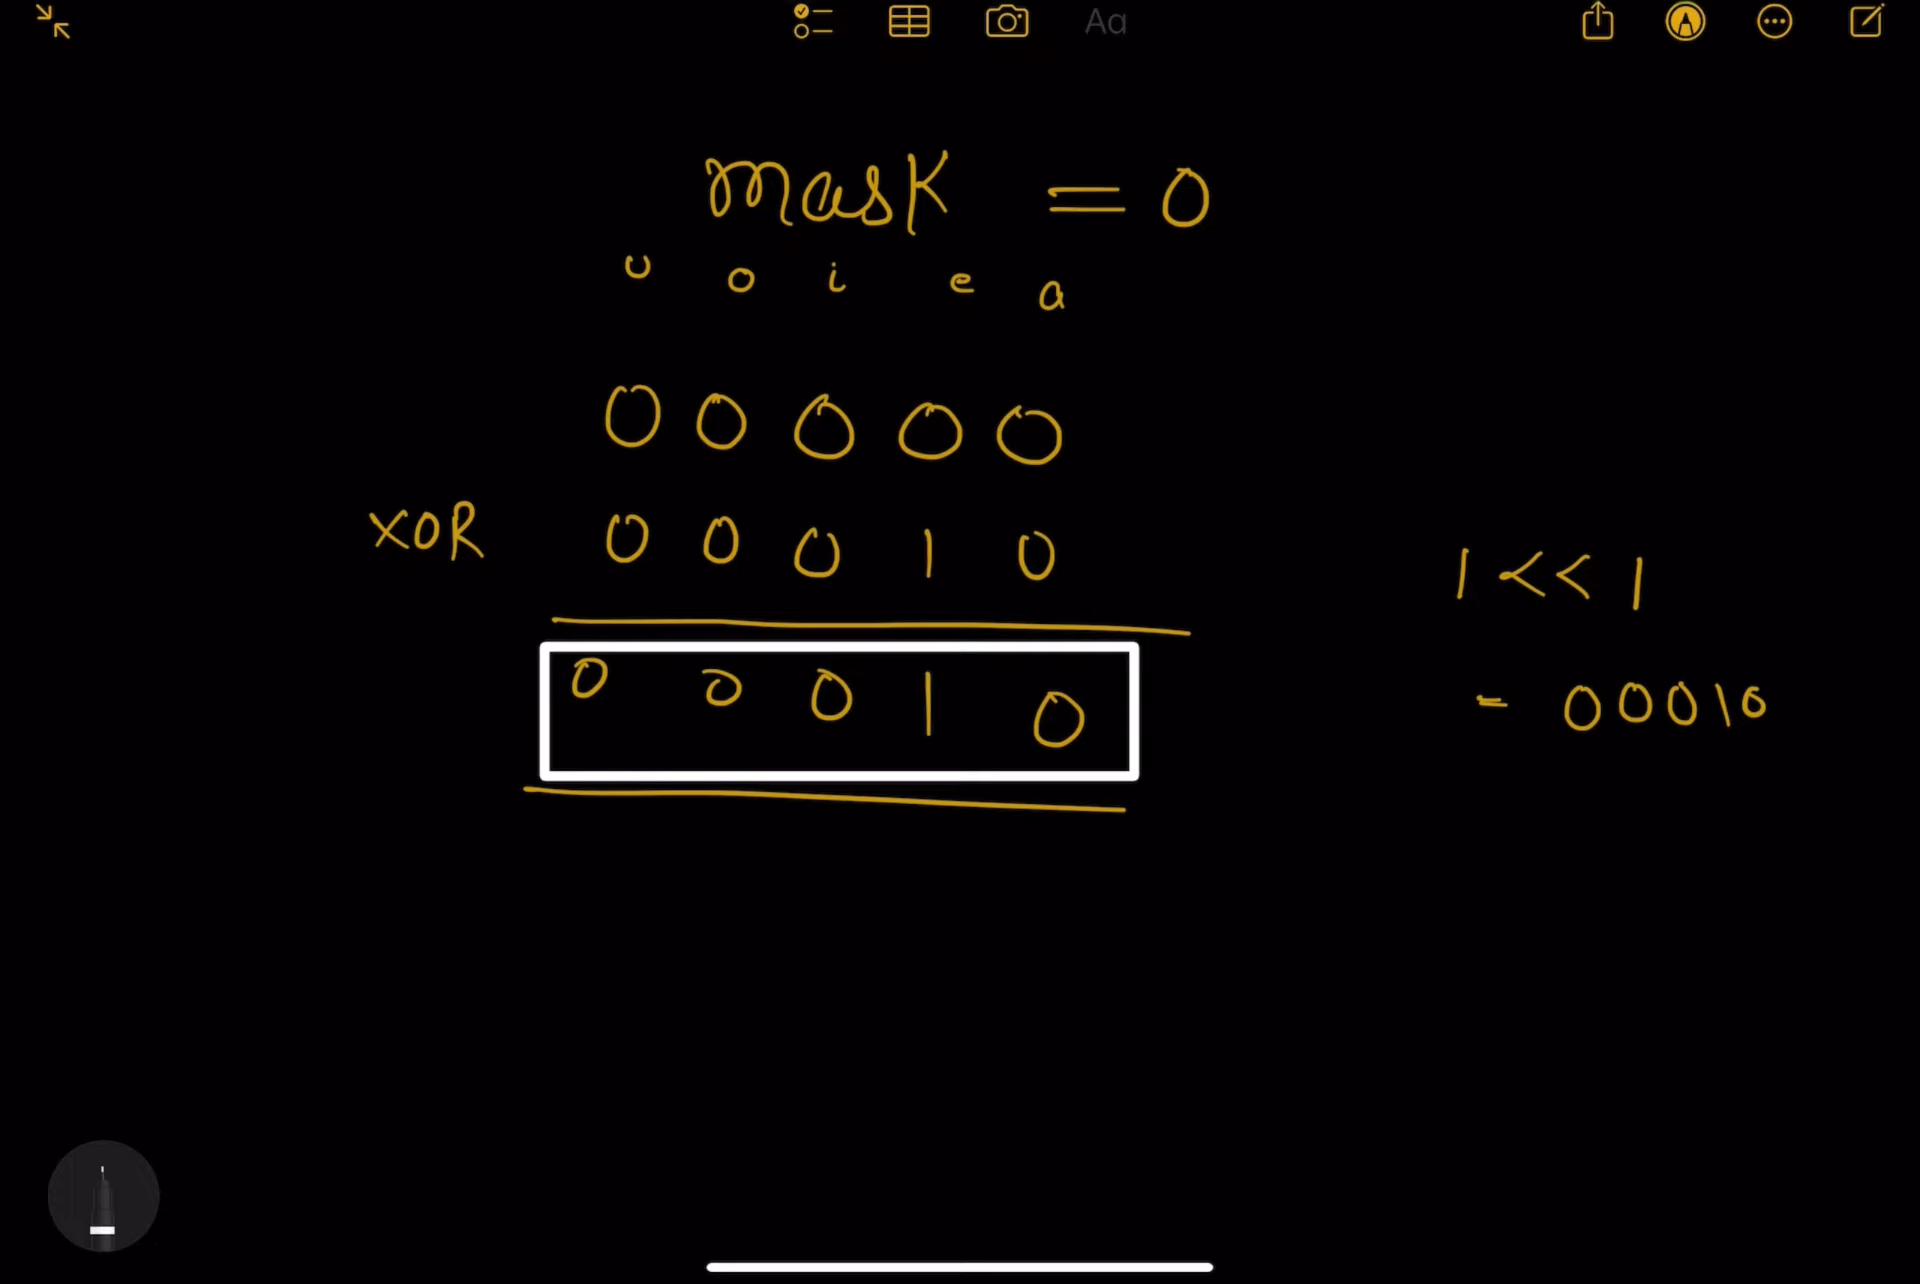 Aa
mask = 0
u o i e a
0 0 0 0 0
XOR 0 0 0 1 0
1 << 1
0 0 0 1 0
= 00010